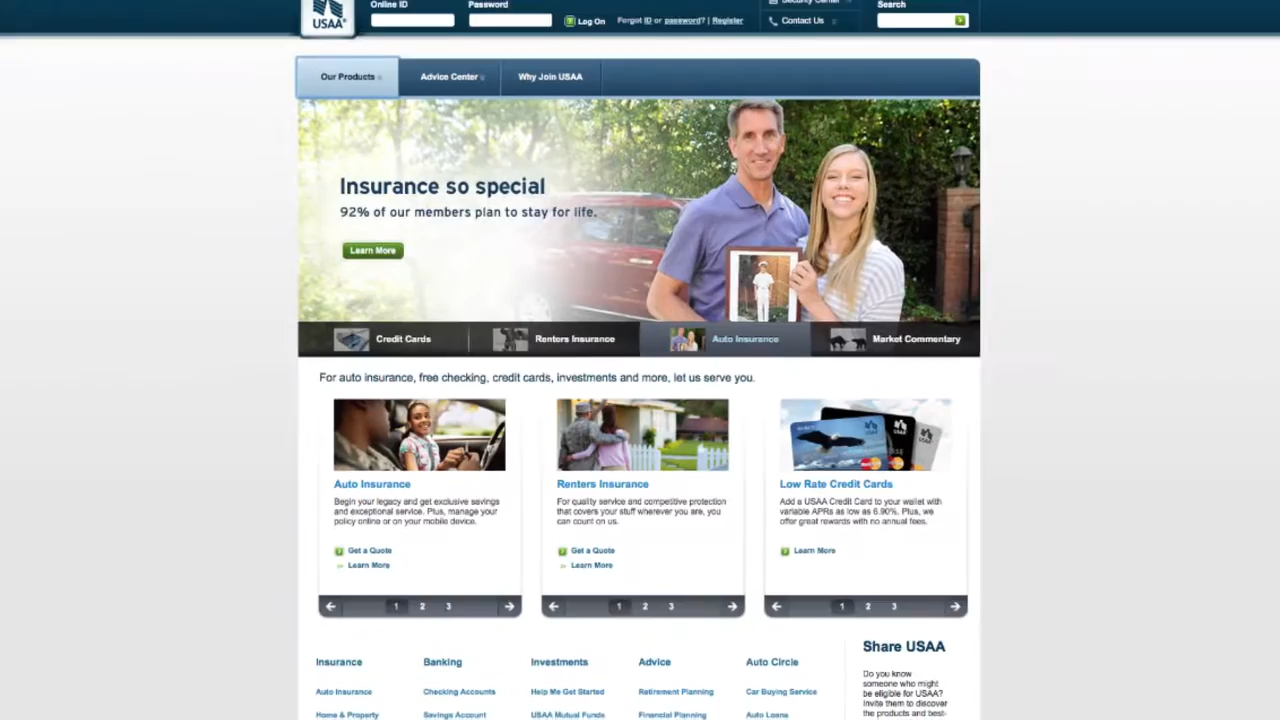 Online ID
Password
USAA®
Log On
Forgot ID or password? | Register
Security Center
Contact Us
Search
Our Products
Advice Center
Why Join USAA
Insurance so special
92% of our members plan to stay for life.
Learn More
Credit Cards
Renters Insurance
Auto Insurance
Market Commentary
For auto insurance, free checking, credit cards, investments and more, let us serve you.
Auto Insurance
Begin your legacy and get exclusive savings
and exceptional service. Plus, manage your
policy online or on your mobile device.
Get a Quote
Learn More
1 2 3
Renters Insurance
For quality service and competitive protection
that covers your stuff wherever you are, you
can count on us.
Get a Quote
Learn More
1 2 3
USAA
USAA
Low Rate Credit Cards
Add a USAA Credit Card to your wallet with
variable APRs as low as 6.90%. Plus, we
offer great rewards with no annual fees.
Learn More
1 2 3
Insurance
Auto Insurance
Home & Property
Banking
Checking Accounts
Savings Account
Investments
Help Me Get Started
USAA Mutual Funds
Advice
Retirement Planning
Financial Planning
Auto Circle
Car Buying Service
Auto Loans
Share USAA
Do you know
someone who might
be eligible for USAA?
Invite them to discover
the products and best-